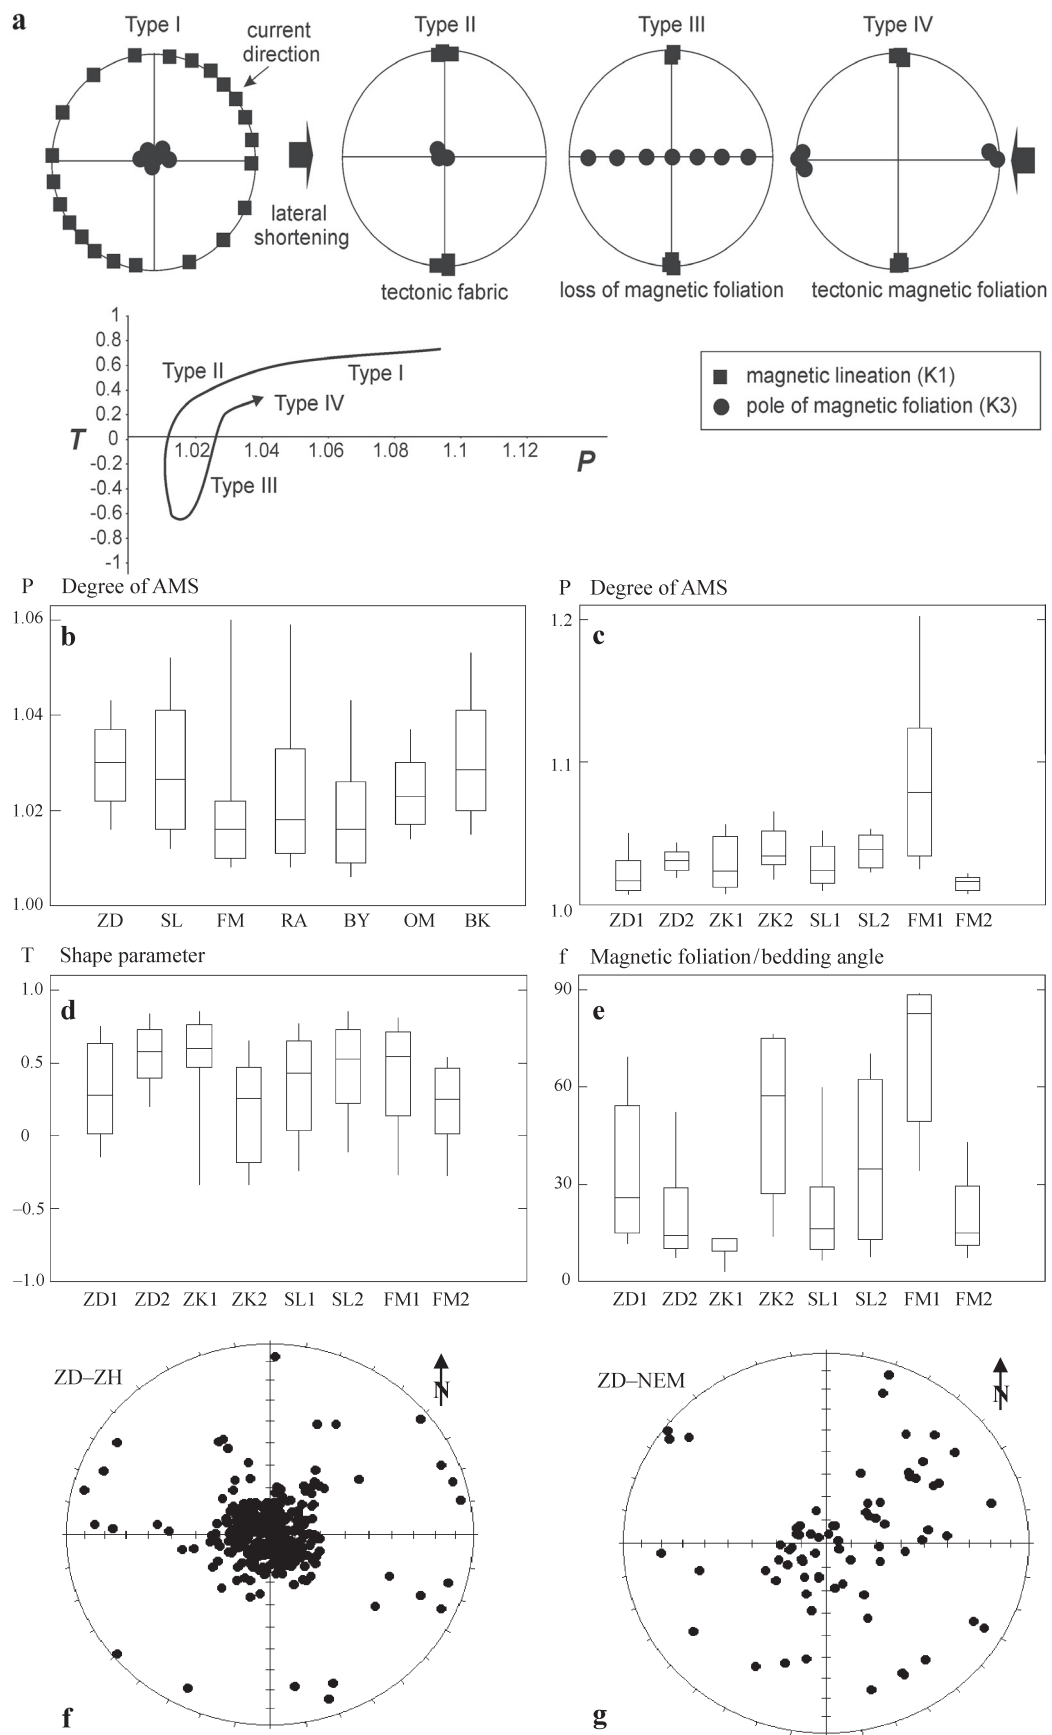 a
Type I
Type II
Type III
Type IV
current
direction
lateral
shortening
tectonic fabric
loss of magnetic foliation
tectonic magnetic foliation
1
0.8
0.6
0.4
0.2
0
-0.2
-0.4
-0.6
-0.8
-1
T
Type II
Type I
Type IV
Type III
1.02
1.04
1.06
1.08
1.1
1.12
P
magnetic lineation (K1)
pole of magnetic foliation (K3)
P Degree of AMS
b
1.06
1.04
1.02
1.00
ZD SL FM RA BY OM BK
P Degree of AMS
c
1.2
1.1
1.0
ZD1 ZD2 ZK1 ZK2 SL1 SL2 FM1 FM2
T Shape parameter
d
1.0
0.5
0
–0.5
–1.0
ZD1 ZD2 ZK1 ZK2 SL1 SL2 FM1 FM2
f Magnetic foliation/bedding angle
e
90
60
30
0
ZD1 ZD2 ZK1 ZK2 SL1 SL2 FM1 FM2
ZD–ZH
N
f
ZD–NEM
N
g